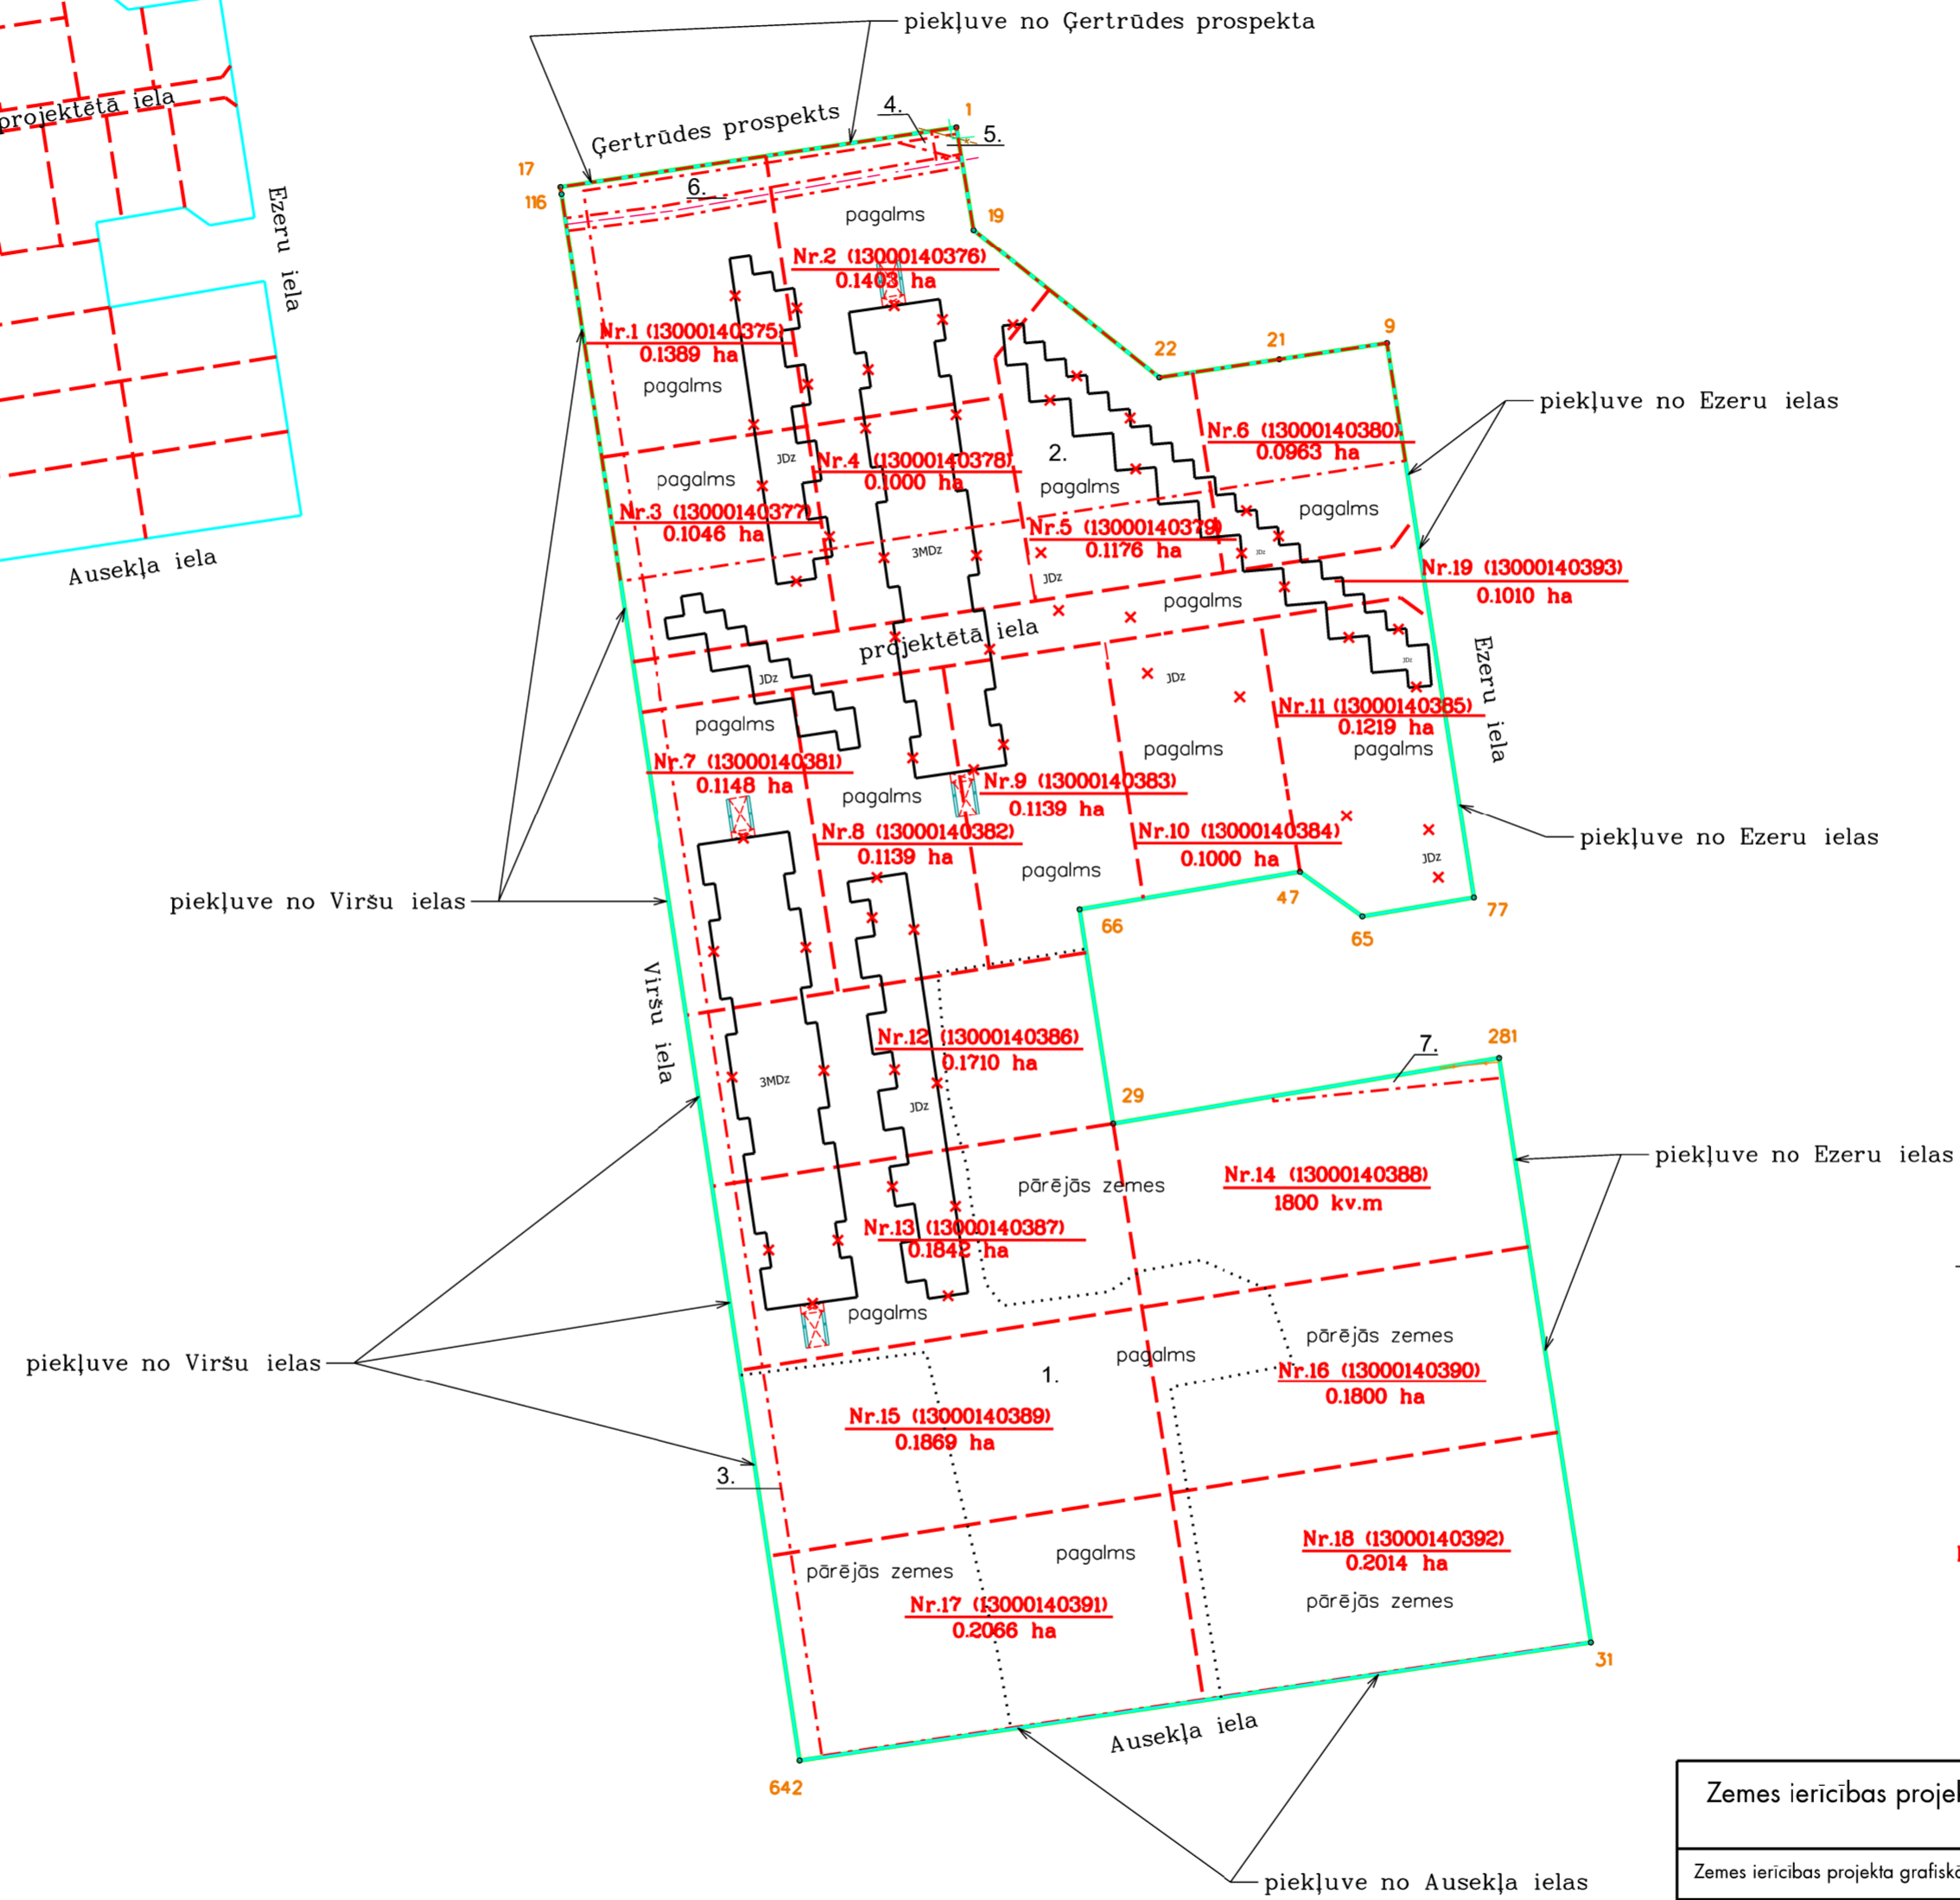 piekļuve no Ģertrūdes prospekta
projektētā iela
Ģertrūdes prospekts
4.
1
5.
17
116
6.
19
pagalms
Ezeru iela
Nr.2 (13000140376)
0.1403 ha
Nr.1 (13000140375)
0.1389 ha
pagalms
22
21
9
piekļuve no Ezeru ielas
Nr.6 (13000140380)
0.0963 ha
2.
JDz
Nr.4 (13000140378)
0.1000 ha
pagalms
pagalms
pagalms
Nr.3 (13000140377)
0.1046 ha
Nr.5 (13000140379)
0.1176 ha
3MDz
JDz
JDz
Ausekļa iela
Nr.19 (13000140393)
0.1010 ha
pagalms
projektētā iela
JDz
JDz
JDz
Ezeru iela
Nr.11 (13000140385)
0.1219 ha
pagalms
pagalms
pagalms
Nr.7 (13000140381)
0.1148 ha
pagalms
Nr.9 (13000140383)
0.1139 ha
Nr.8 (13000140382)
0.1139 ha
Nr.10 (13000140384)
0.1000 ha
piekļuve no Ezeru ielas
JDz
pagalms
47
77
66
65
piekļuve no Viršu ielas
Viršu iela
Nr.12 (13000140386)
0.1710 ha
7.
281
3MDz
JDz
29
piekļuve no Ezeru ielas
pārējās zemes
Nr.14 (13000140388)
1800 kv.m
Nr.13 (13000140387)
0.1842 ha
pagalms
pārējās zemes
pagalms
piekļuve no Viršu ielas
1.
Nr.16 (13000140390)
0.1800 ha
Nr.15 (13000140389)
0.1869 ha
3.
Nr.18 (13000140392)
0.2014 ha
pagalms
pārējās zemes
pārējās zemes
Nr.17 (13000140391)
0.2066 ha
31
Ausekļa iela
642
piekļuve no Ausekļa ielas
Zemes ierīcības
Zemes ierīcības projekta